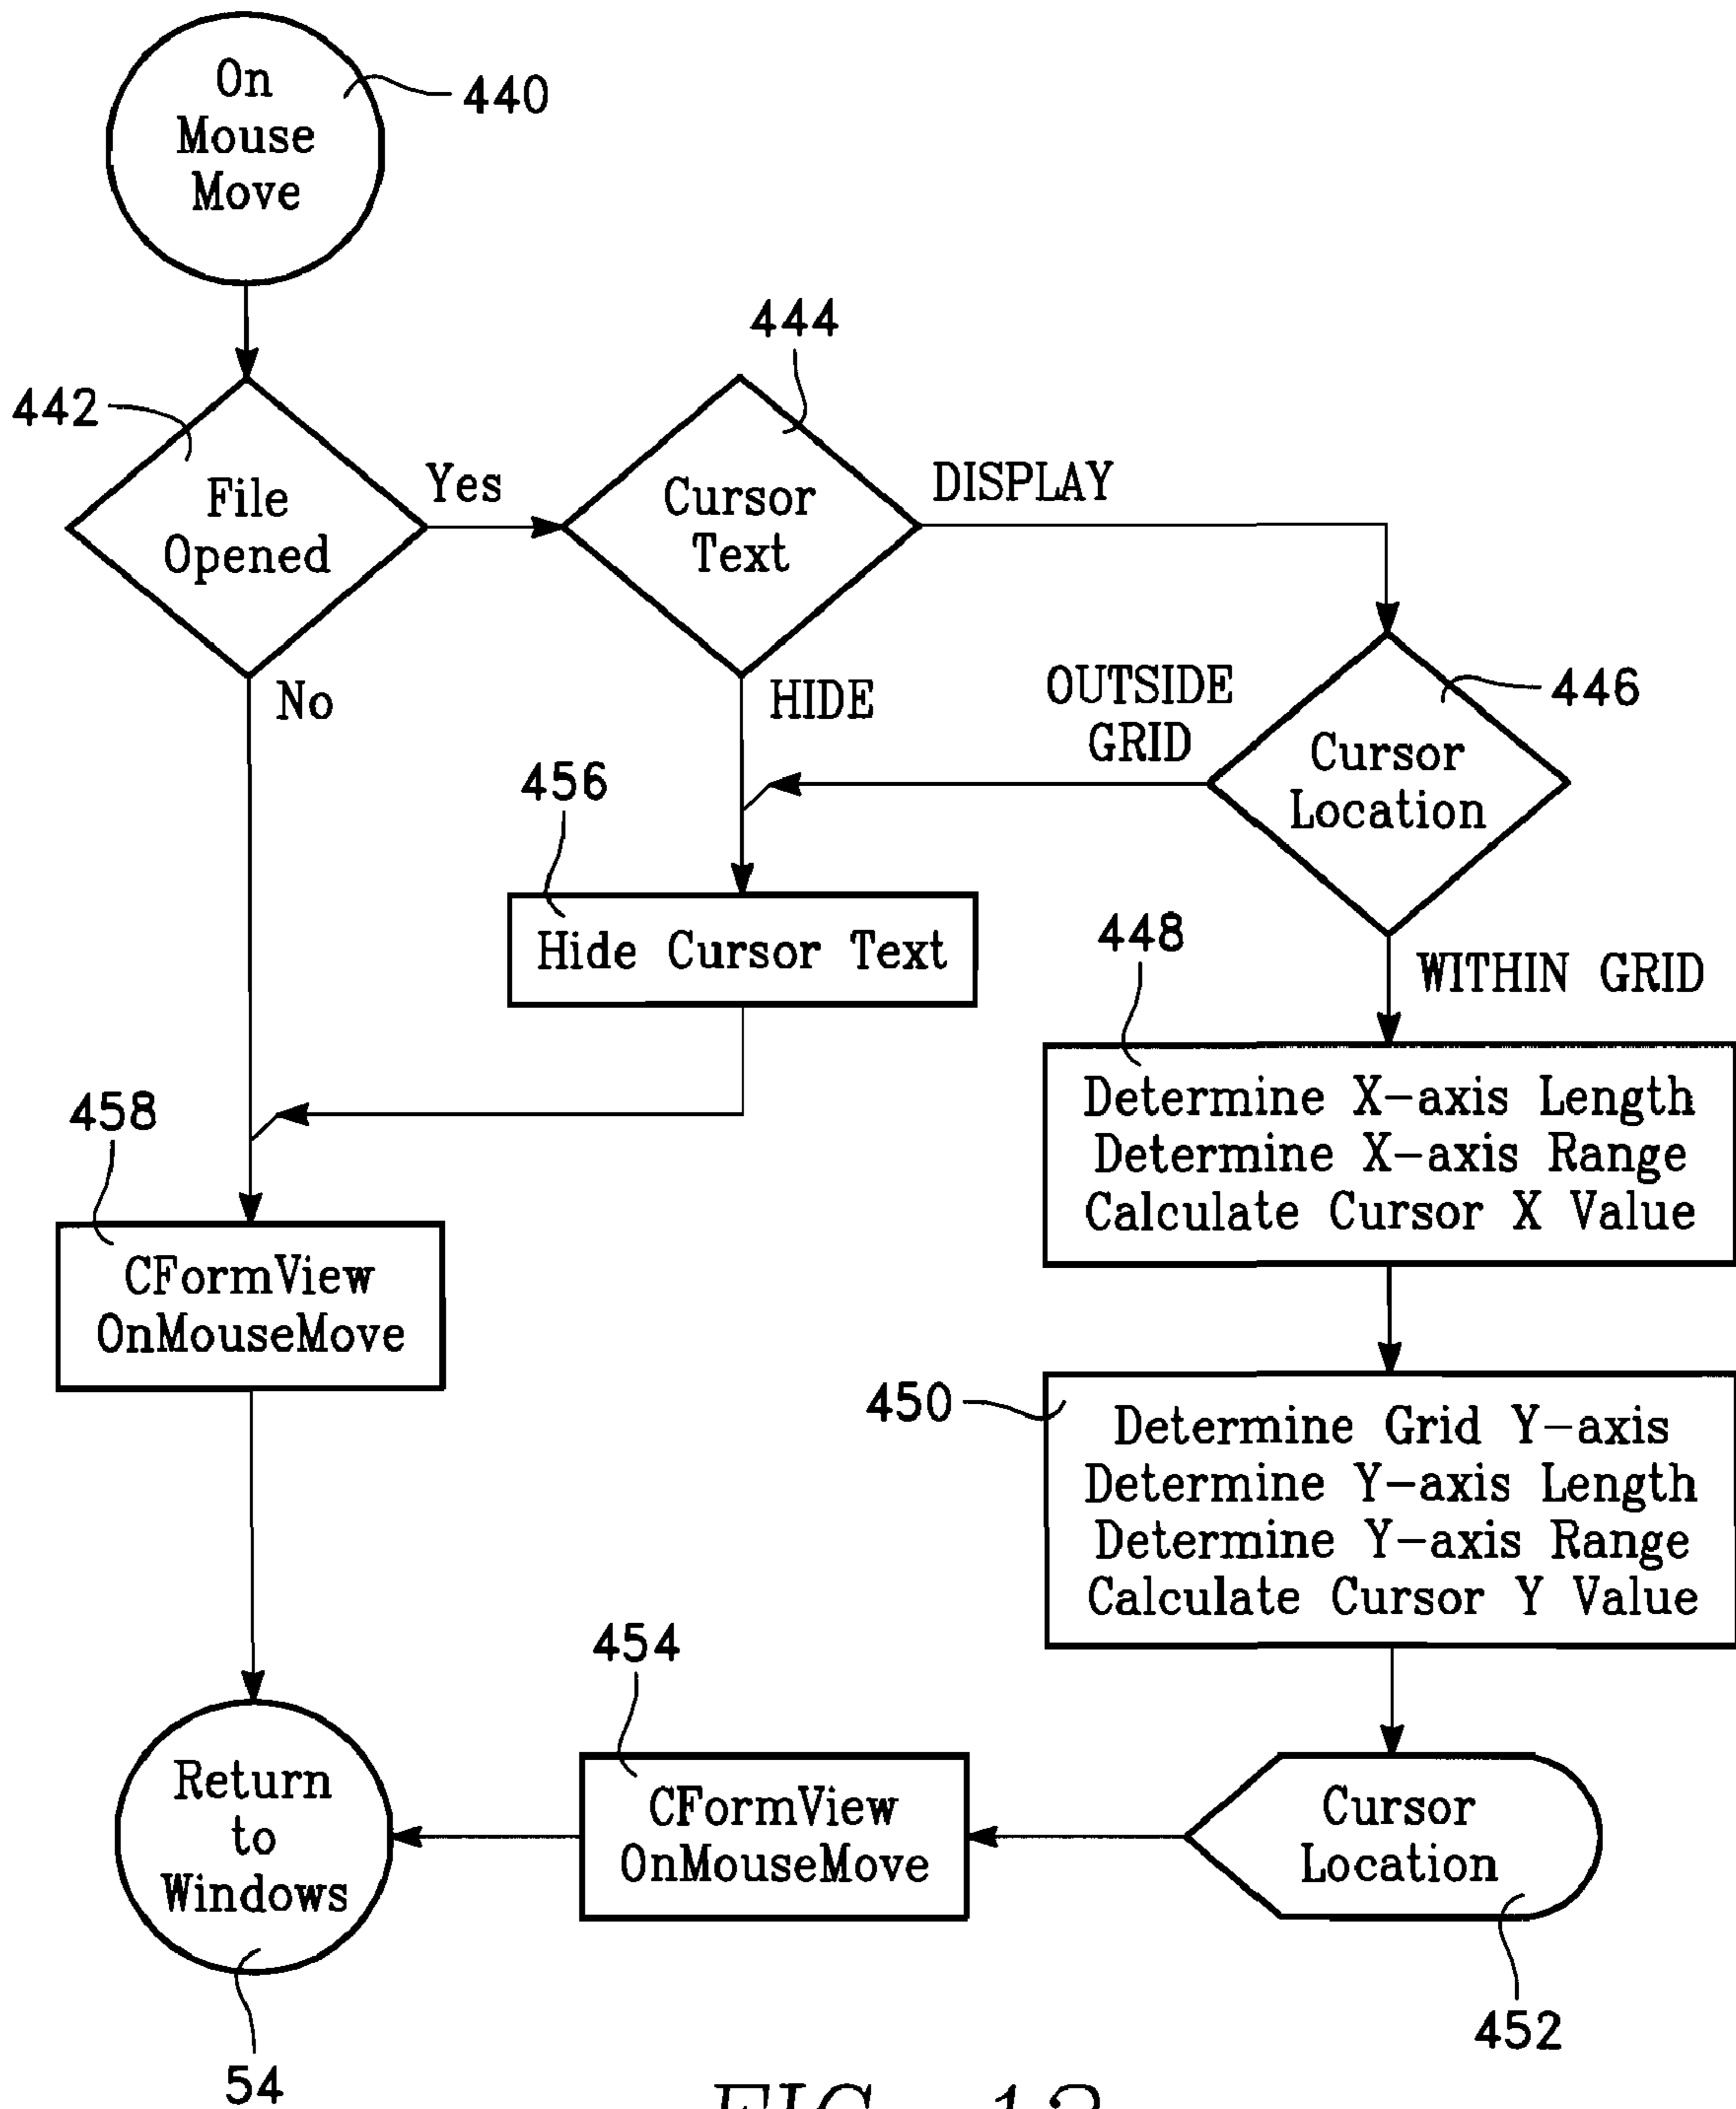 On
Mouse
Move
440
442
File
Opened
Yes
No
444
Cursor
Text
DISPLAY
HIDE
OUTSIDE
GRID
446
Cursor
Location
WITHIN GRID
456
Hide Cursor Text
448
Determine X-axis Length
Determine X-axis Range
Calculate Cursor X Value
458
CFormView
OnMouseMove
450
Determine Grid Y-axis
Determine Y-axis Length
Determine Y-axis Range
Calculate Cursor Y Value
454
CFormView
OnMouseMove
Cursor
Location
452
Return
to
Windows
54